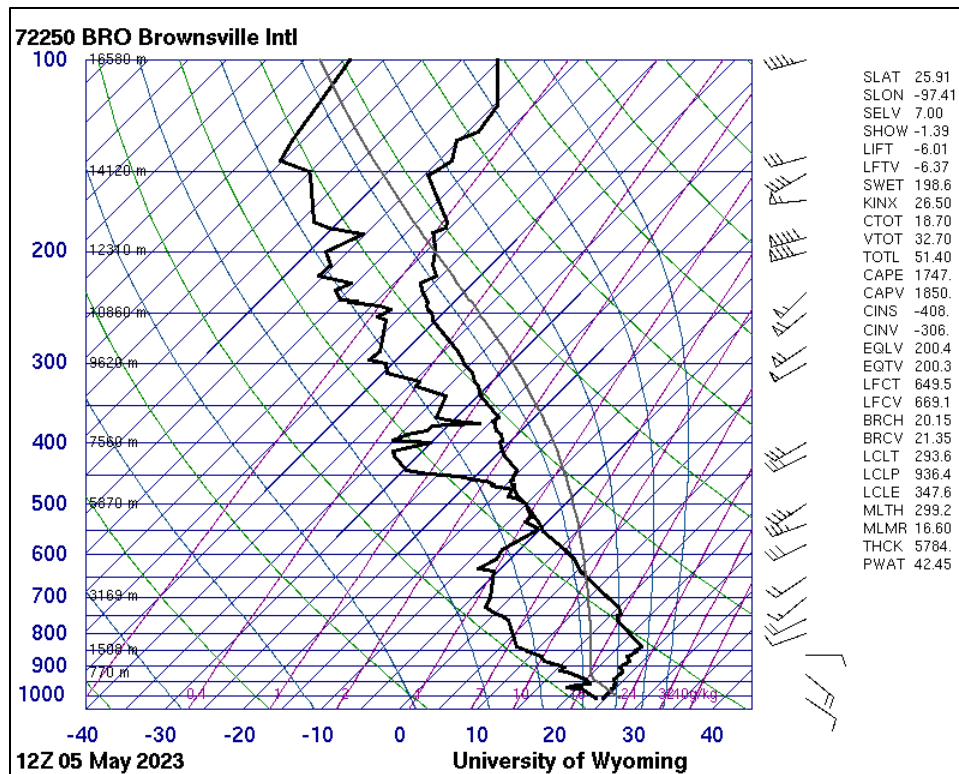 72250 BRO Brownsville Intl
100
16580 m
14120 m
200
12310 m
10860 m
300
9620 m
400
7560 m
500
5870 m
600
700
3169 m
800
1508 m
900
770 m
1000
0.1 1 2 4 7 10 21 32 40g/kg
-40 -30 -20 -10 0 10 20 30 40
12Z 05 May 2023 University of Wyoming
SLAT 25.91
SLON -97.41
SELV 7.00
SHOW -1.39
LIFT -6.01
LFTV -6.37
SWET 198.6
KINX 26.50
CTOT 18.70
VTOT 32.70
TOTL 51.40
CAPE 1747.
CAPV 1850.
CINS -408.
CINV -306.
EQLV 200.4
EQTV 200.3
LFCT 649.5
LFCV 669.1
BRCH 20.15
BRCV 21.35
LCLT 293.6
LCLP 936.4
LCLE 347.6
MLTH 299.2
MLMR 16.60
THCK 5784.
PWAT 42.45